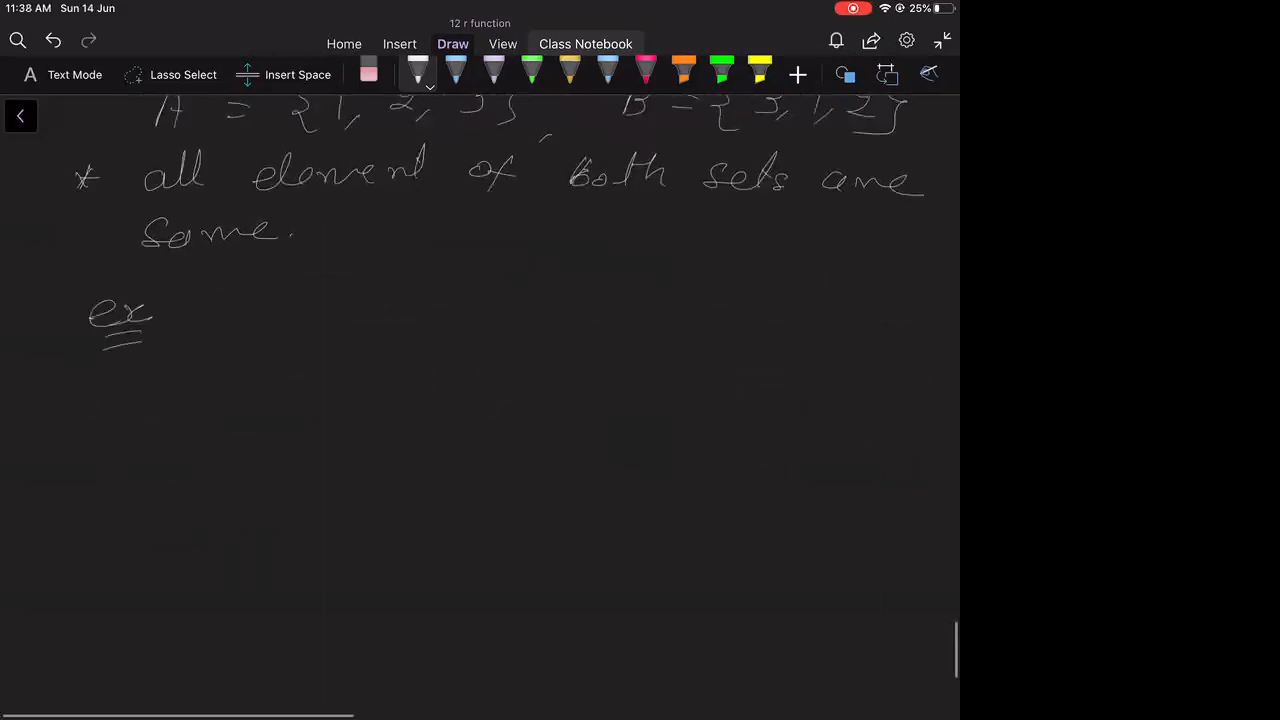 11:38 AM Sun 14 Jun 25%
12 r function
Home Insert Draw View Class Notebook
A Text Mode Lasso Select Insert Space
A = {1, 2, 3}, B = {3, 1, 2}
* all element of both sets are
same.
ex